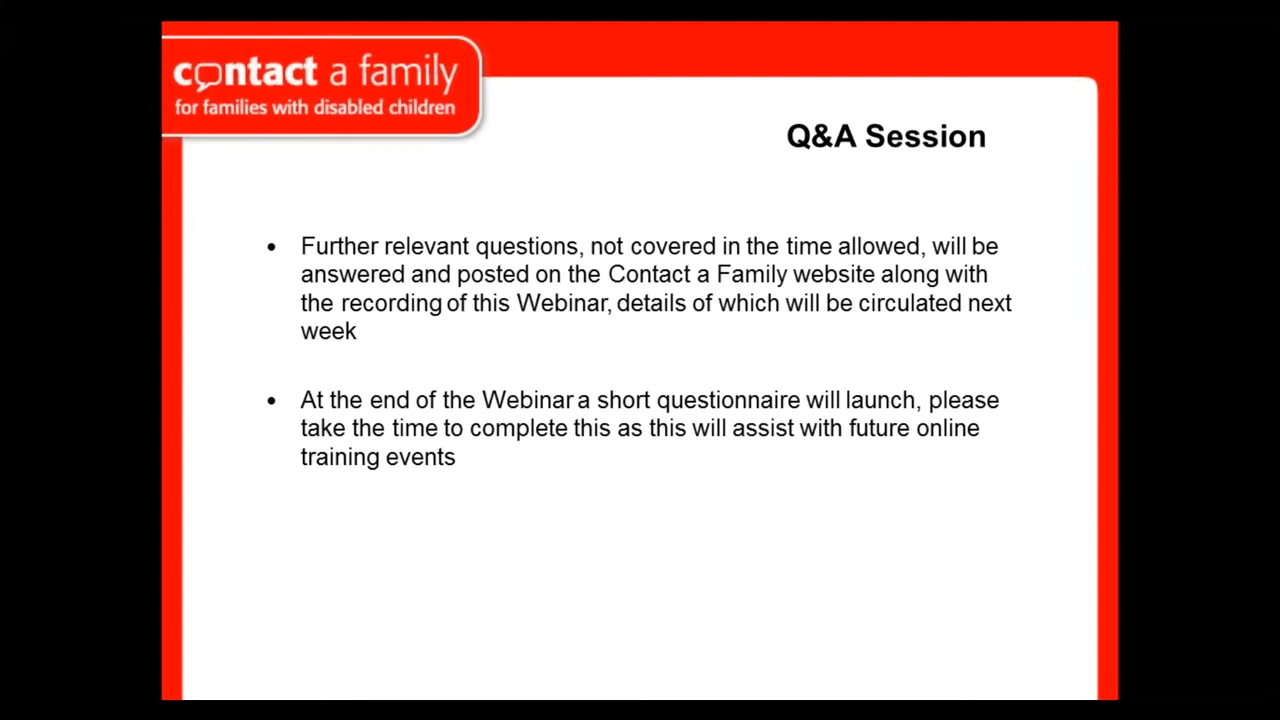 contact a family
for families with disabled children
Q&A Session
• Further relevant questions, not covered in the time allowed, will be
answered and posted on the Contact a Family website along with
the recording of this Webinar, details of which will be circulated next
week
• At the end of the Webinar a short questionnaire will launch, please
take the time to complete this as this will assist with future online
training events